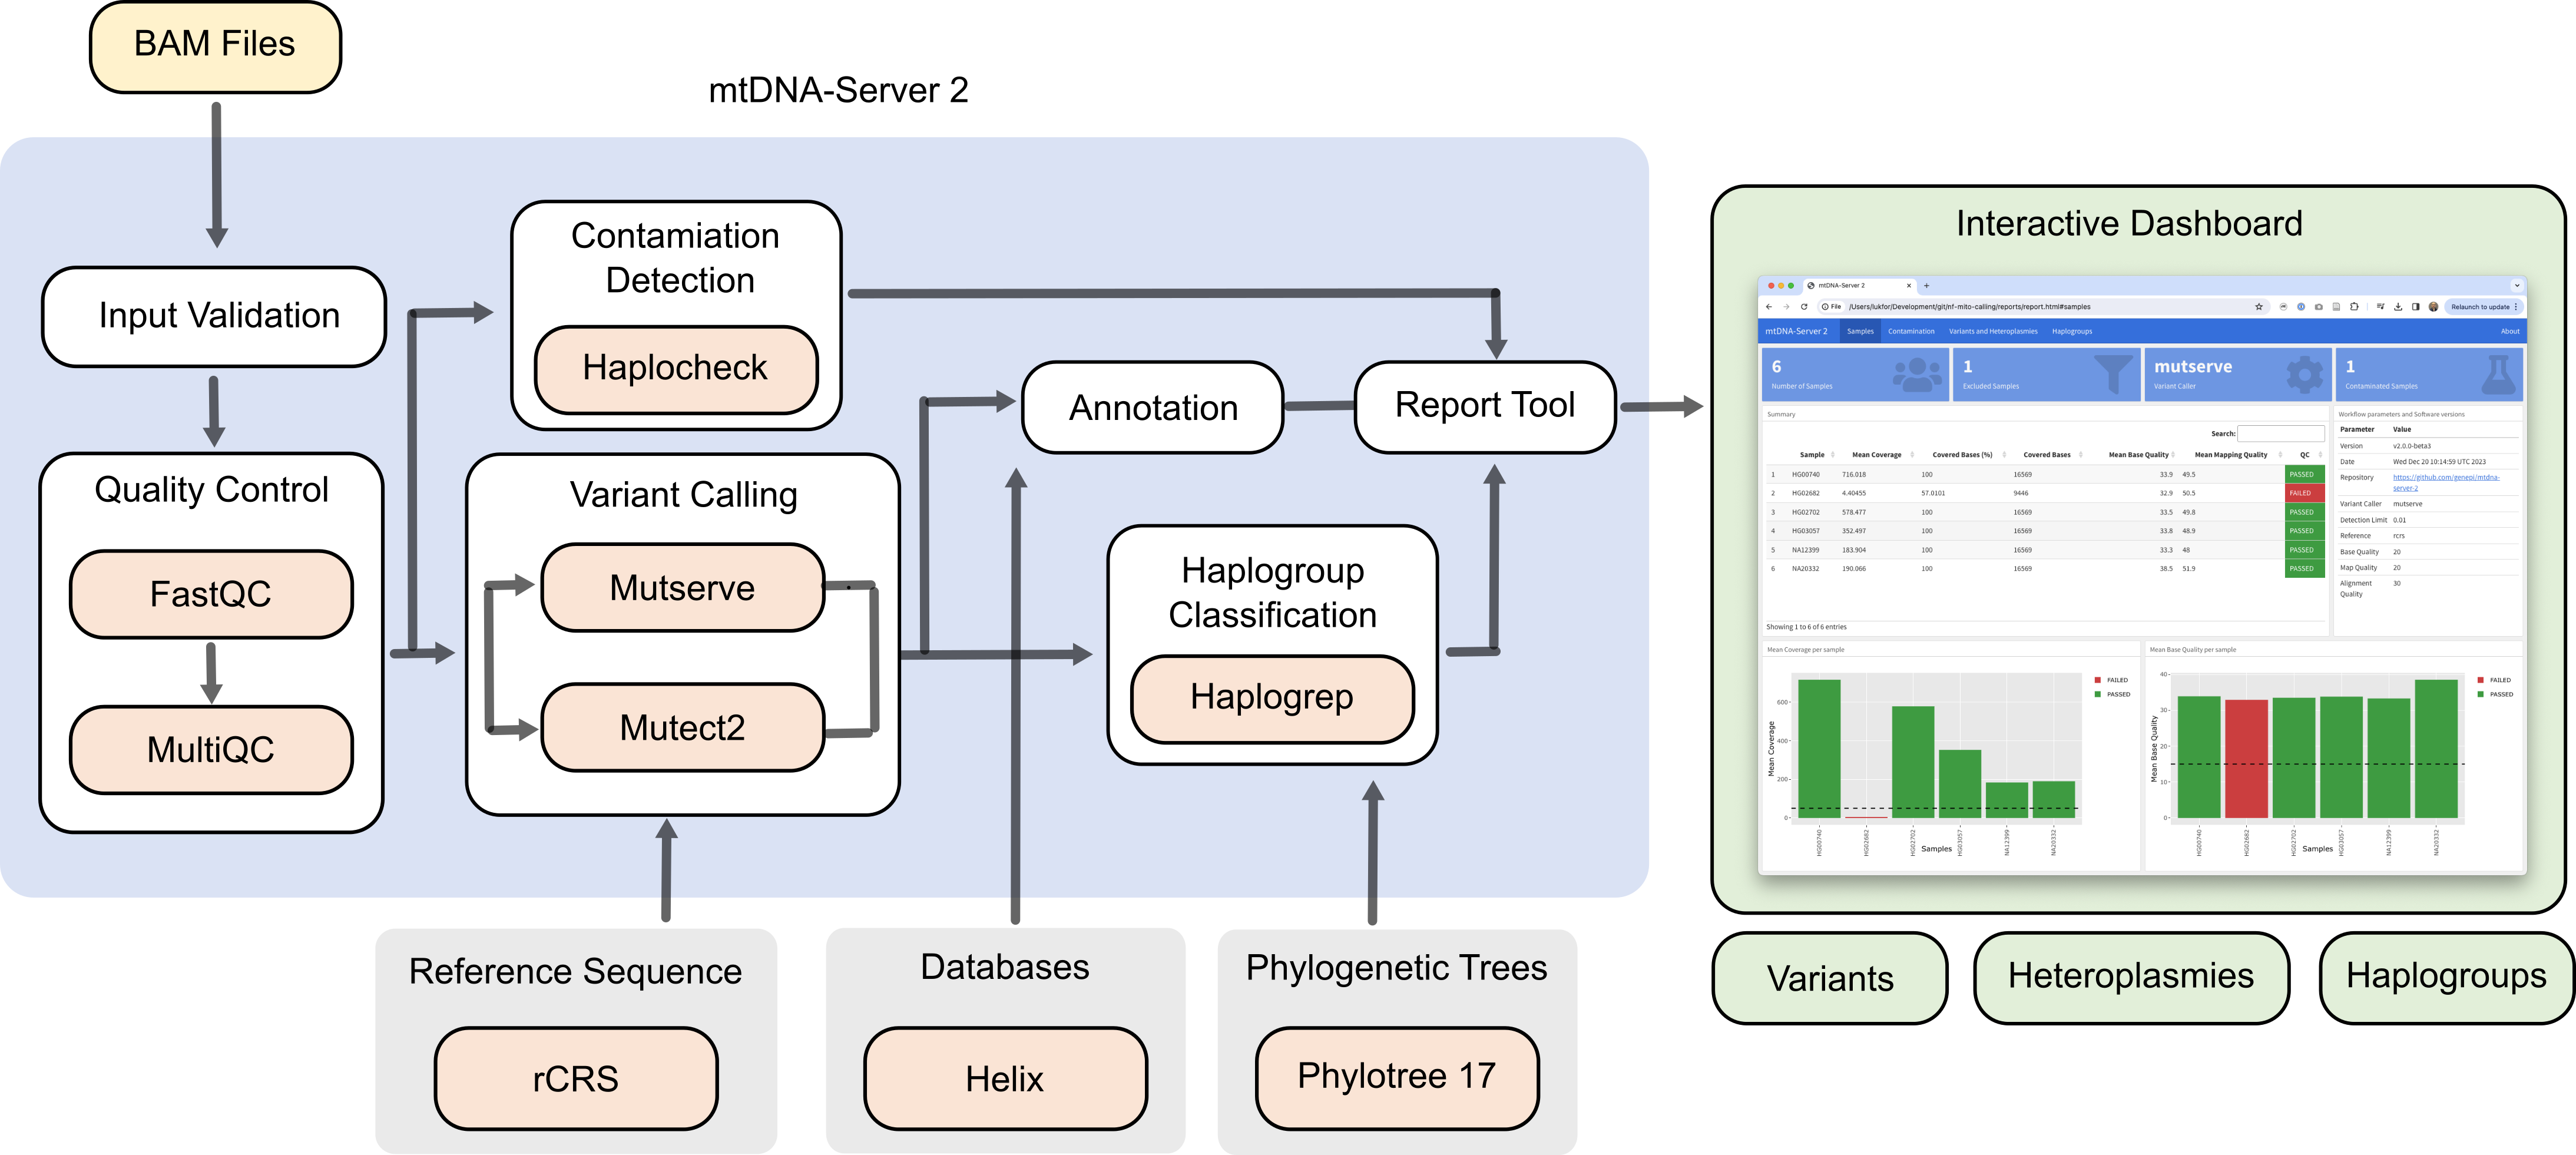 BAM Files
mtDNA-Server 2
Input Validation
Quality Control
FastQC
MultiQC
Contamiation
Detection
Haplocheck
Variant Calling
Mutserve
Mutect2
Annotation
Report Tool
Haplogroup
Classification
Haplogrep
Reference Sequence
rCRS
Databases
Helix
Phylogenetic Trees
Phylotree 17
Interactive Dashboard
mtDNA-Server 2
File /Users/lukfor/Development/git/nf-mito-calling/reports/report.html#samples
Relaunch to update
mtDNA-Server 2 Samples Contamination Variants and Heteroplasmies Haplogroups About
6
Number of Samples
1
Excluded Samples
mutserve
Variant Caller
1
Contaminated Samples
Summary
Search:
Sample Mean Coverage Covered Bases (%) Covered Bases Mean Base Quality Mean Mapping Quality QC
1 HG00740 716.018 100 16569 33.9 49.5 PASSED
2 HG02682 4.40455 57.0101 9446 32.9 50.5 FAILED
3 HG02702 578.477 100 16569 33.5 49.8 PASSED
4 HG03057 352.497 100 16569 33.8 48.9 PASSED
5 NA12399 183.904 100 16569 33.3 48 PASSED
6 NA20332 190.066 100 16569 38.5 51.9 PASSED
Showing 1 to 6 of 6 entries
Workflow parameters and Software versions
Parameter Value
Version v2.0.0-beta3
Date Wed Dec 20 10:14:59 UTC 2023
Repository https://github.com/genepi/mtdna-
server-2
Variant Caller mutserve
Detection Limit 0.01
Reference rcrs
Base Quality 20
Map Quality 20
Alignment 30
Quality
Mean Coverage per sample
Mean Coverage
600
400
200
0
HG00740
HG02682
HG02702
HG03057
NA12399
NA20332
Samples
FAILED
PASSED
Mean Base Quality per sample
Mean Base Quality
40
30
20
10
0
HG00740
HG02682
HG02702
HG03057
NA12399
NA20332
Samples
FAILED
PASSED
Variants
Heteroplasmies
Haplogroups